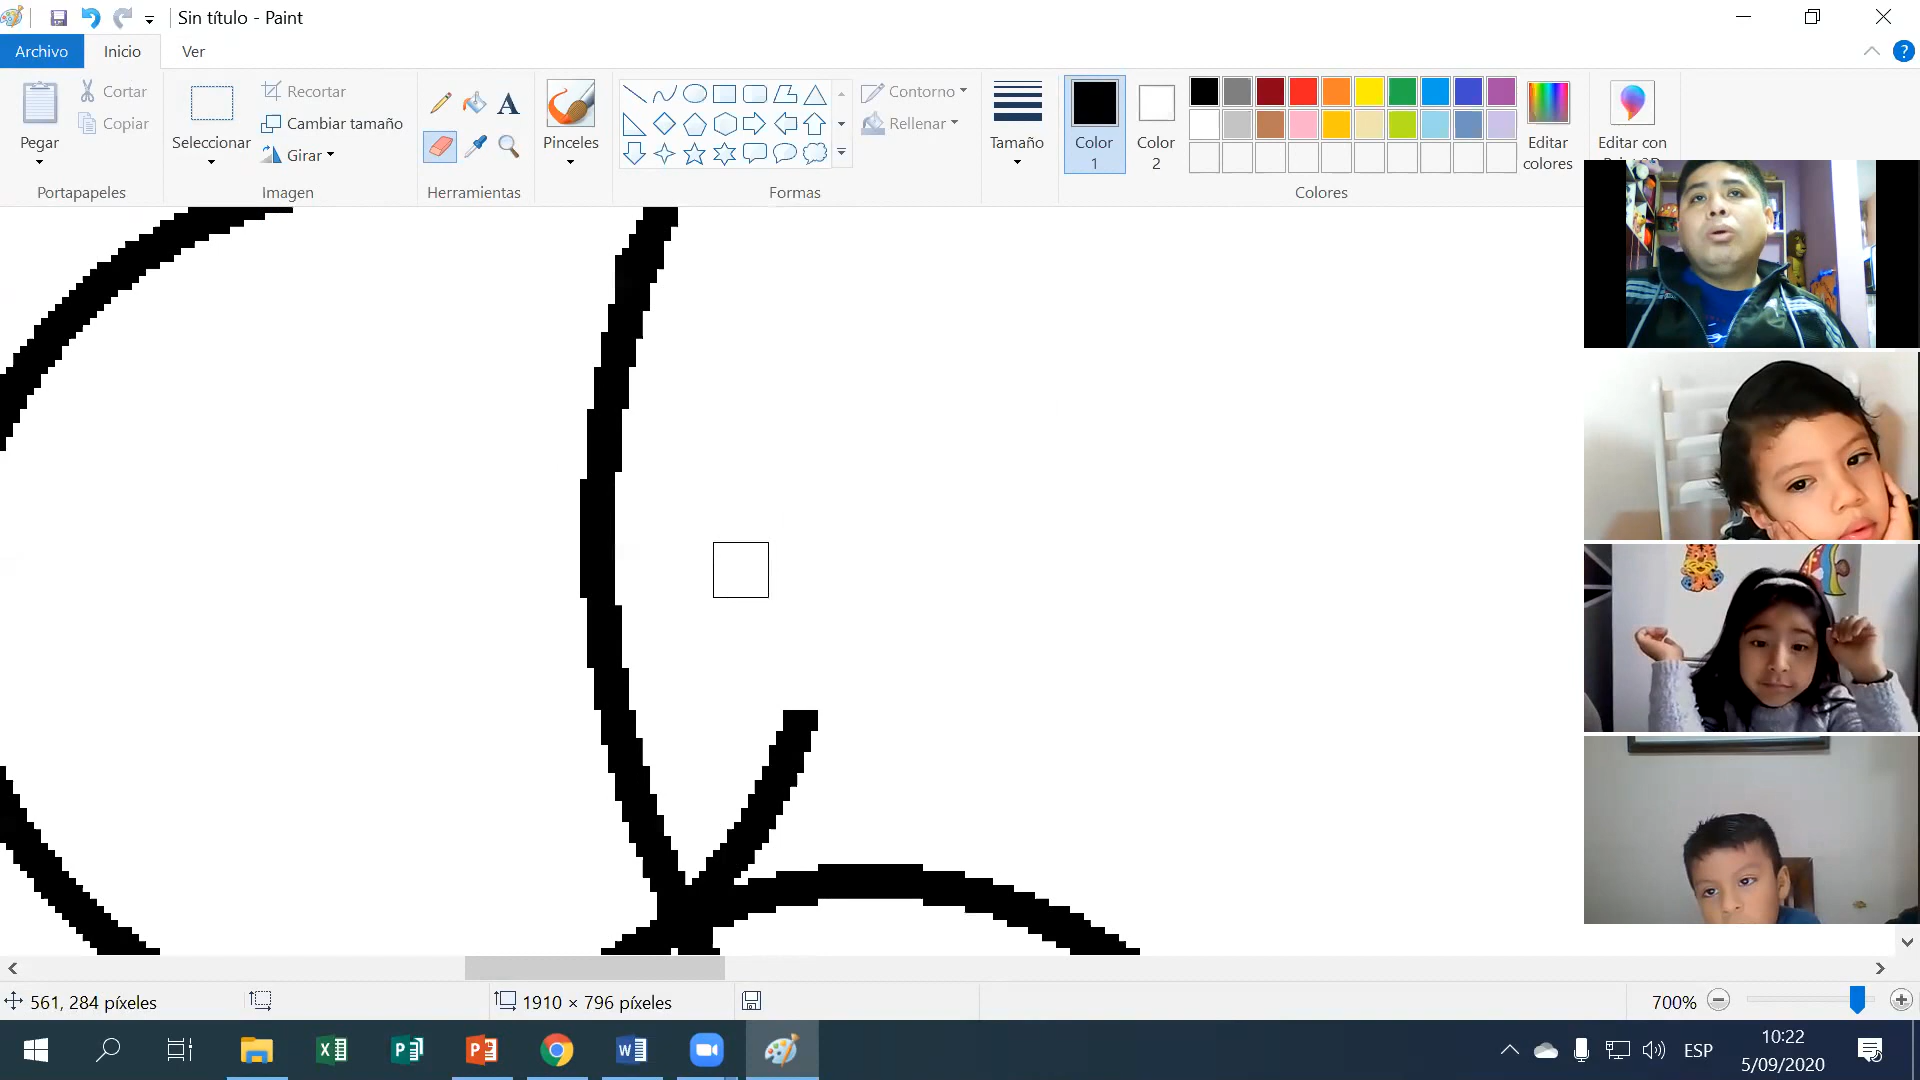 Sin título - Paint
Archivo
Inicio
Ver
Pegar
Cortar
Copiar
Portapapeles
Seleccionar
Recortar
Cambiar tamaño
Girar
Imagen
A
Herramientas
Pinceles
Contorno
Rellenar
Formas
Tamaño
Color 1
Color 2
Colores
Editar colores
Editar con
561, 284 píxeles
1910 × 796 píxeles
700%
ESP
10:22
5/09/2020